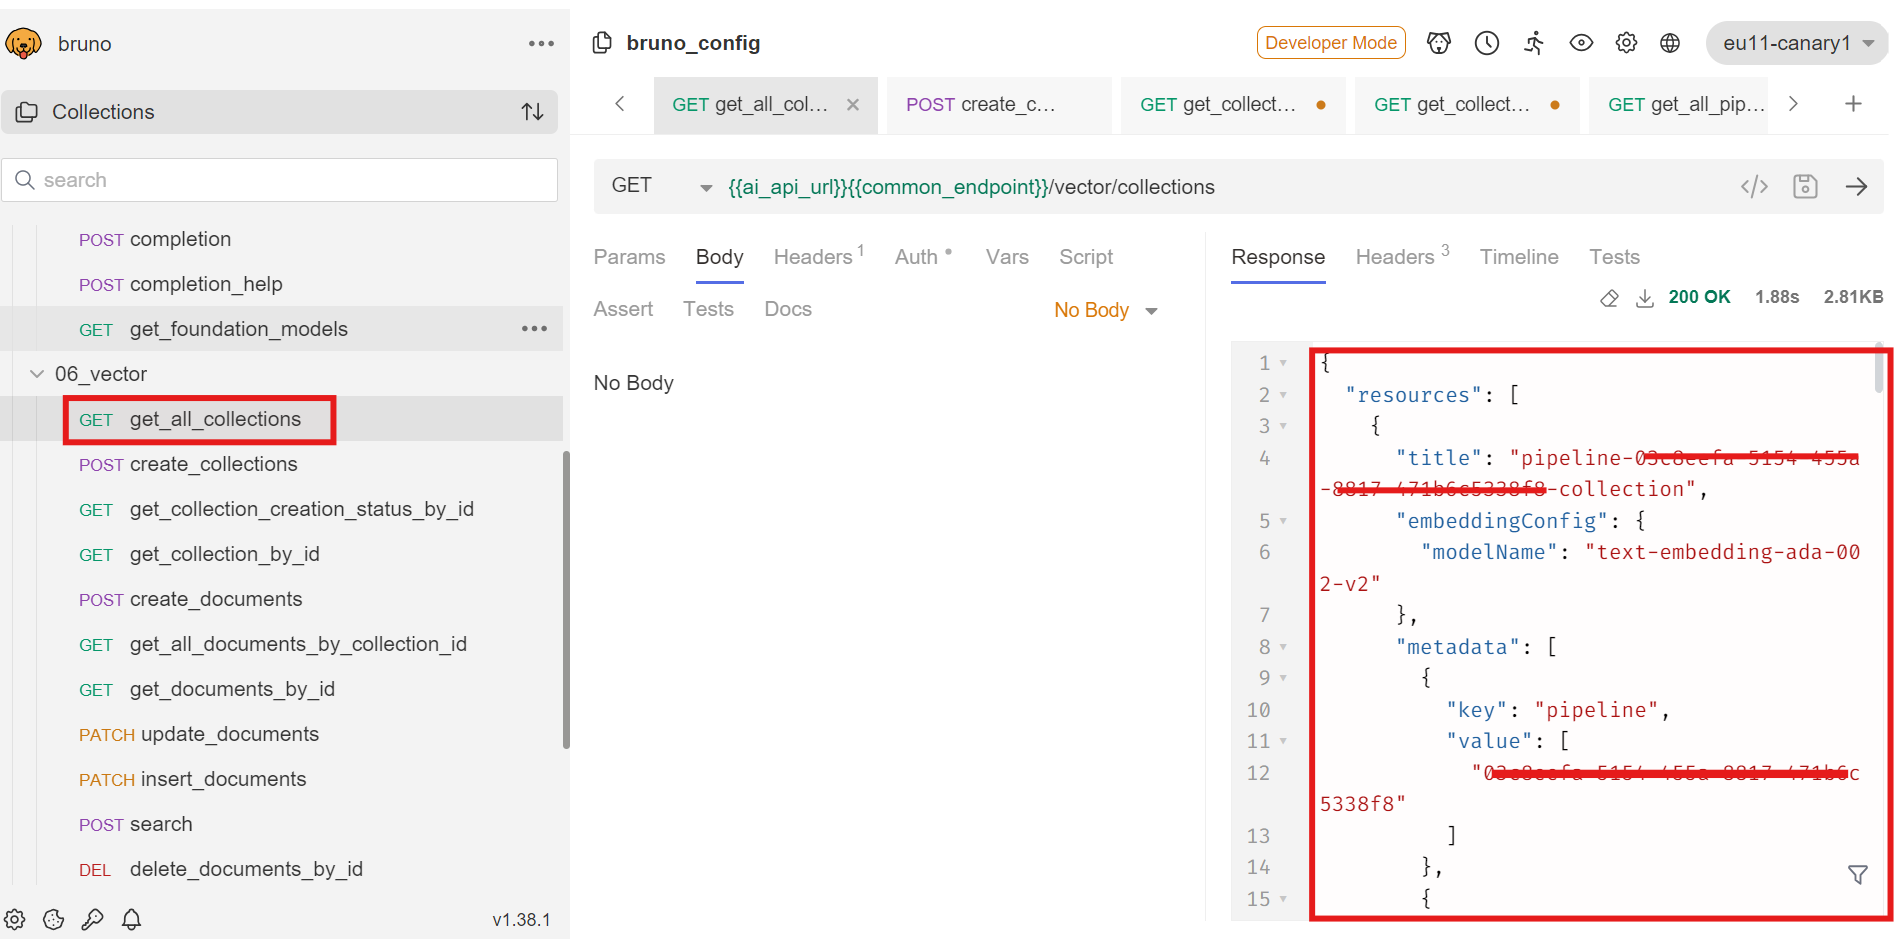 bruno
Collections
search
POST completion
POST completion_help
GET get_foundation_models
06_vector
GET get_all_collections
POST create_collections
GET get_collection_creation_status_by_id
GET get_collection_by_id
POST create_documents
GET get_all_documents_by_collection_id
GET get_documents_by_id
PATCH update_documents
PATCH insert_documents
POST search
DEL delete_documents_by_id
v1.38.1
bruno_config
Developer Mode
eu11-canary1
GET get_all_col...
POST create_c...
GET get_collect...
GET get_collect...
GET get_all_pip...
GET {{ai_api_url}}{{common_endpoint}}/vector/collections
Params Body Headers 1 Auth Vars Script
Assert Tests Docs No Body
No Body
Response Headers 3 Timeline Tests
200 OK 1.88s 2.81KB
1 {
2 "resources": [
3 {
4 "title": "pipeline-
-collection",
5 "embeddingConfig": {
6 "modelName": "text-embedding-ada-00
2-v2"
7 },
8 "metadata": [
9 {
10 "key": "pipeline",
11 "value": [
12
5338f8"
13 ]
14 },
15 {